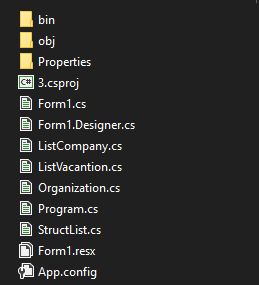 bin
obj
Properties
3.csproj
Form1.cs
Form1.Designer.cs
ListCompany.cs
ListVacantion.cs
Organization.cs
Program.cs
StructList.cs
Form1.resx
App.config